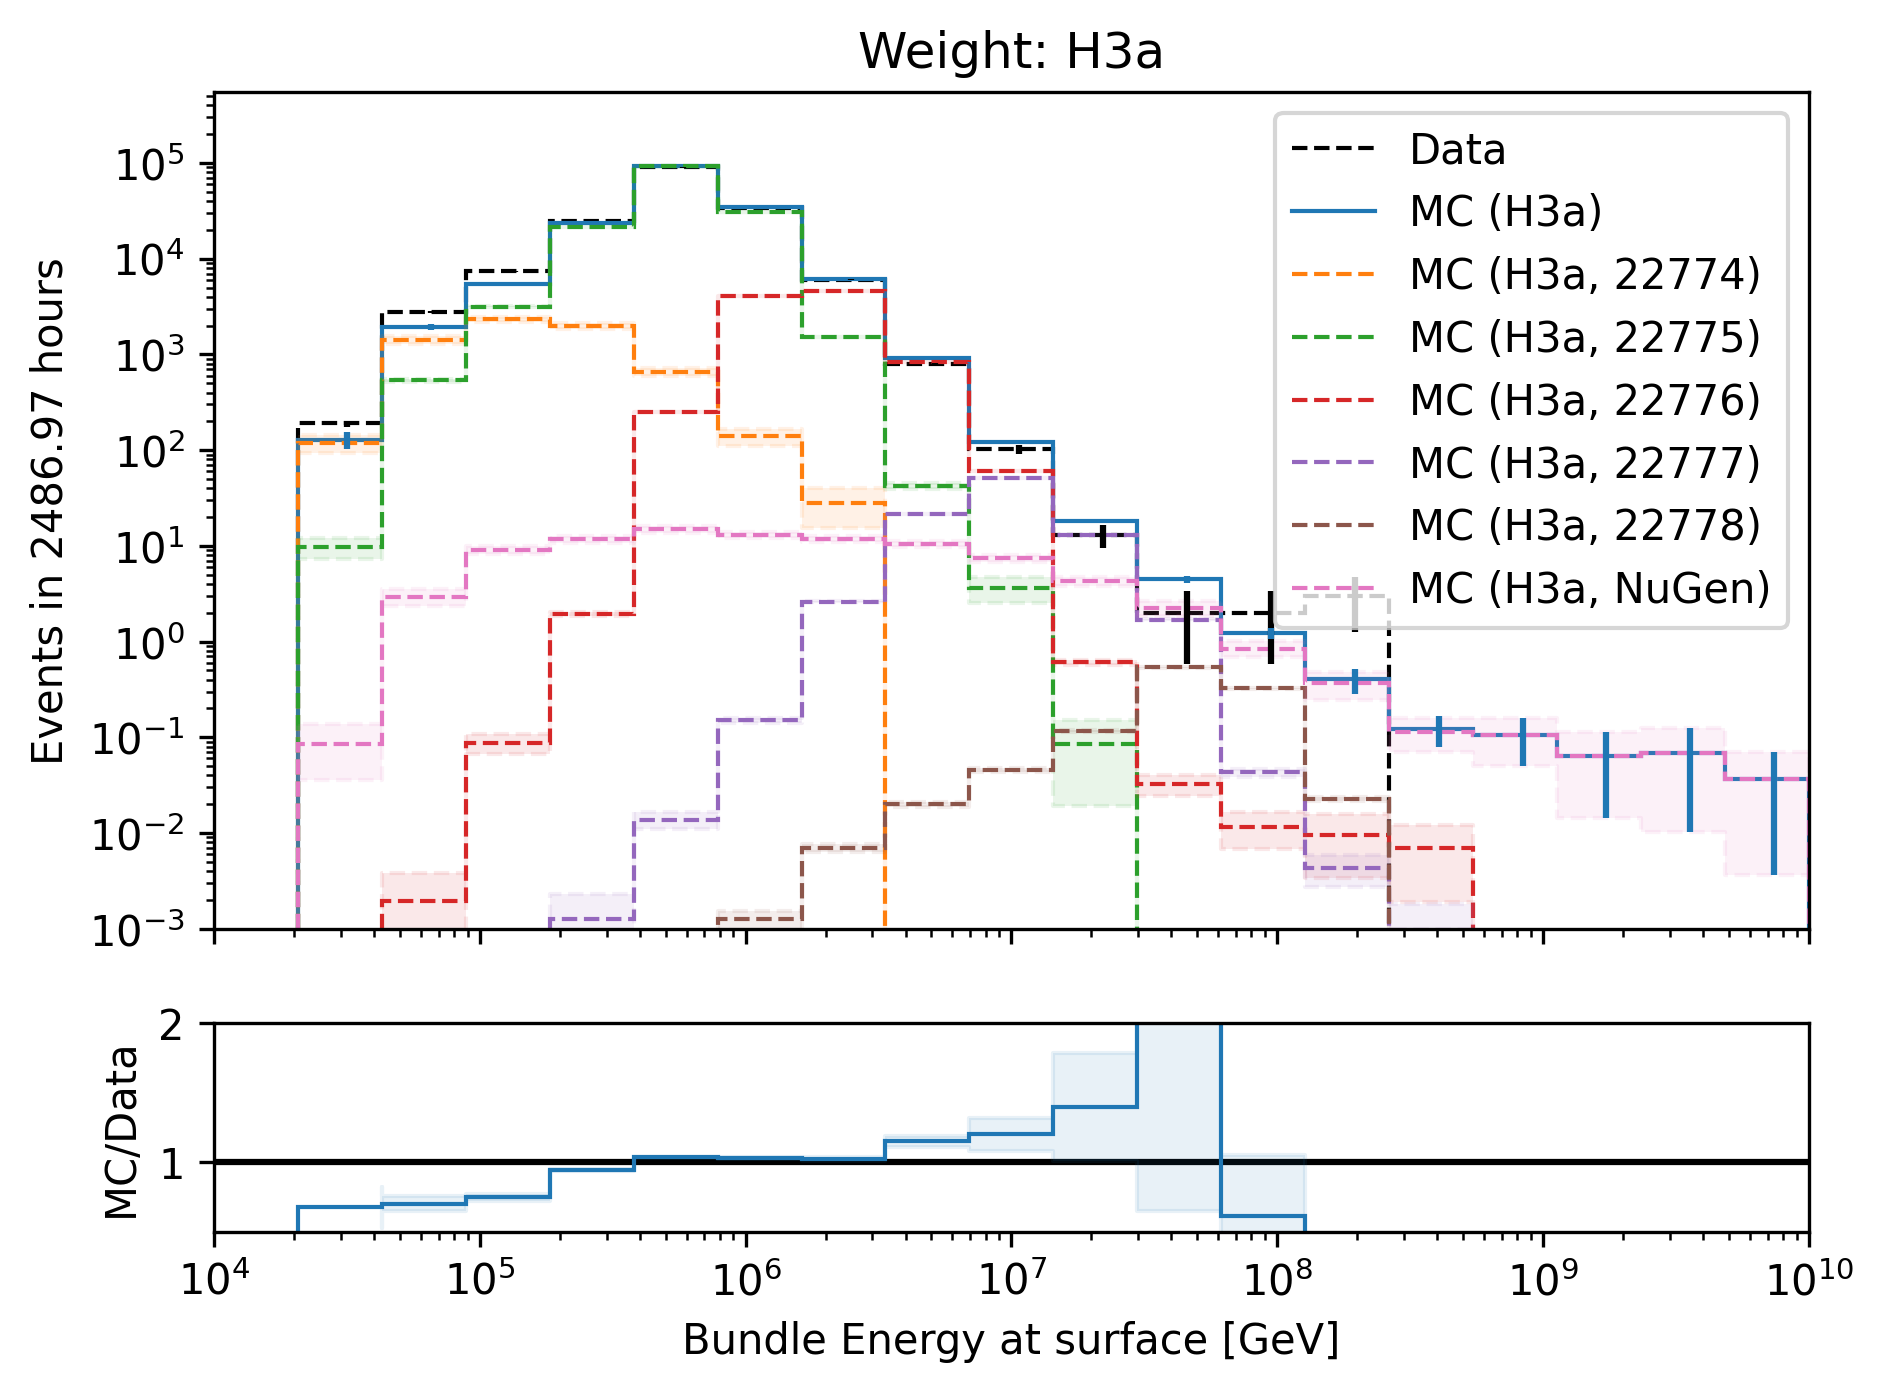 Weight: H3a
Events in 2486.97 hours
10⁵
10⁴
10³
10²
10¹
10⁰
10⁻¹
10⁻²
10⁻³
Data
MC (H3a)
MC (H3a, 22774)
MC (H3a, 22775)
MC (H3a, 22776)
MC (H3a, 22777)
MC (H3a, 22778)
MC (H3a, NuGen)
MC/Data
2
1
10⁴ 10⁵ 10⁶ 10⁷ 10⁸ 10⁹ 10¹⁰
Bundle Energy at surface [GeV]